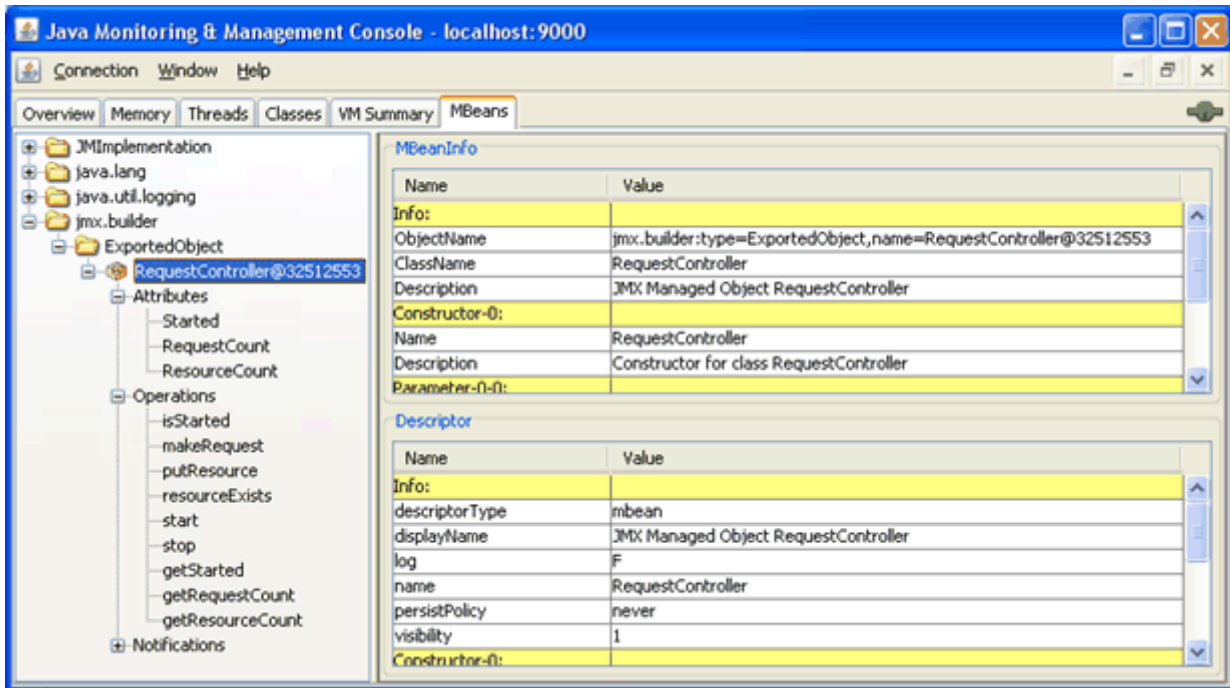 Java Monitoring & Management Console - localhost:9000
Connection Window Help
Overview Memory Threads Classes VM Summary MBeans
JMImplementation
java.lang
java.util.logging
jmx.builder
ExportedObject
RequestController@32512553
Attributes
Started
RequestCount
ResourceCount
Operations
isStarted
makeRequest
putResource
resourceExists
start
stop
getStarted
getRequestCount
getResourceCount
Notifications
MBeanInfo
Name Value
Info:
ObjectName jmx.builder:type=ExportedObject,name=RequestController@32512553
ClassName RequestController
Description JMX Managed Object RequestController
Constructor-0:
Name RequestController
Description Constructor for class RequestController
Parameter-0-0:
Descriptor
Name Value
Info:
descriptorType mbean
displayName JMX Managed Object RequestController
log F
name RequestController
persistPolicy never
visibility 1
Constructor-0: